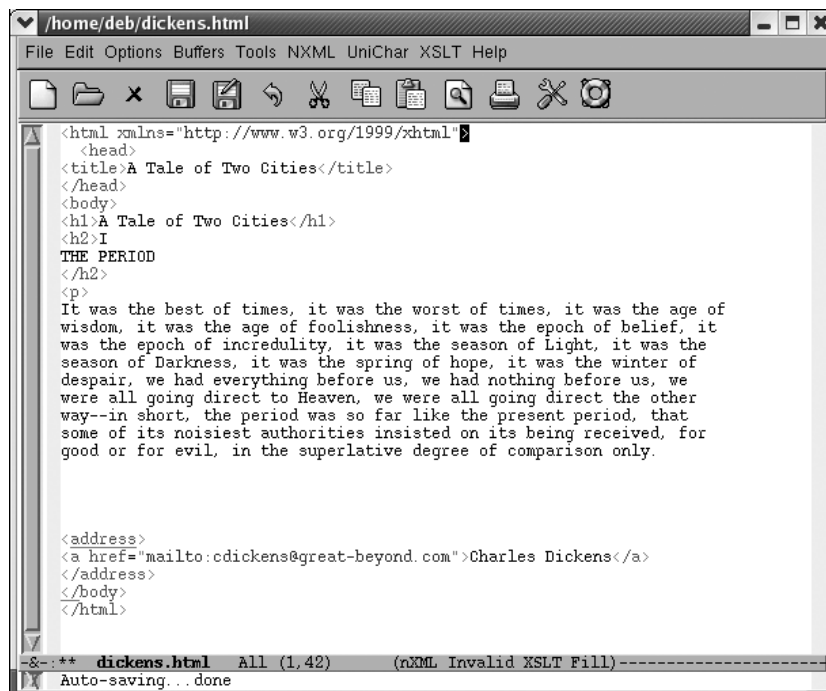 /home/deb/dickens.html
File Edit Options Buffers Tools NXML UniChar XSLT Help
<html xmlns="http://www.w3.org/1999/xhtml">
<head>
<title>A Tale of Two Cities</title>
</head>
<body>
<h1>A Tale of Two Cities</h1>
<h2>I
THE PERIOD
</h2>
<p>
It was the best of times, it was the worst of times, it was the age of
wisdom, it was the age of foolishness, it was the epoch of belief, it
was the epoch of incredulity, it was the season of Light, it was the
season of Darkness, it was the spring of hope, it was the winter of
despair, we had everything before us, we had nothing before us, we
were all going direct to Heaven, we were all going direct the other
way--in short, the period was so far like the present period, that
some of its noisiest authorities insisted on its being received, for
good or for evil, in the superlative degree of comparison only.
<address>
<a href="mailto:cdickens@great-beyond.com">Charles Dickens</a>
</address>
</body>
</html>
-&-:** dickens.html All (1,42) (nXML Invalid XSLT Fill)----------------------
Auto-saving...done